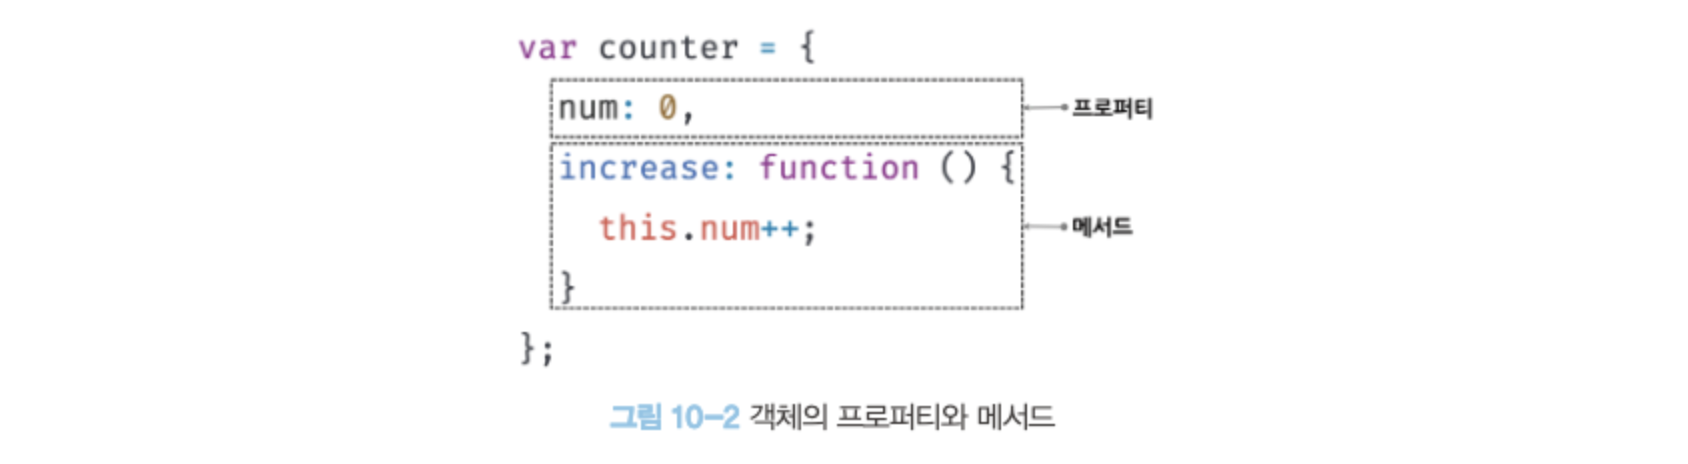 var counter = {
num: 0,
프로퍼티
increase: function () {
this.num++;
메서드
}
};
그림 10-2 객체의 프로퍼티와 메서드